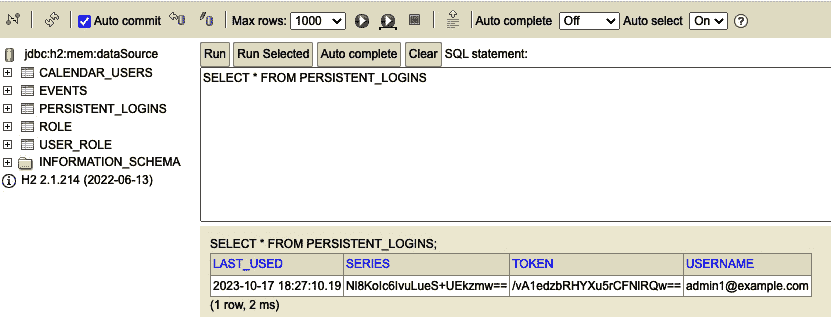 Auto commit Max rows: 1000 Auto complete Off Auto select On ?
jdbc:h2:mem:dataSource
CALENDAR_USERS
EVENTS
PERSISTENT_LOGINS
ROLE
USER_ROLE
INFORMATION_SCHEMA
H2 2.1.214 (2022-06-13)
Run Run Selected Auto complete Clear SQL statement:
SELECT * FROM PERSISTENT_LOGINS
SELECT * FROM PERSISTENT_LOGINS;
LAST_USED SERIES TOKEN USERNAME
2023-10-17 18:27:10.19 NI8KoIc6IvuLueS+UEkzmw== /vA1edzbRHYXu5rCFNIRQw== admin1@example.com
(1 row, 2 ms)